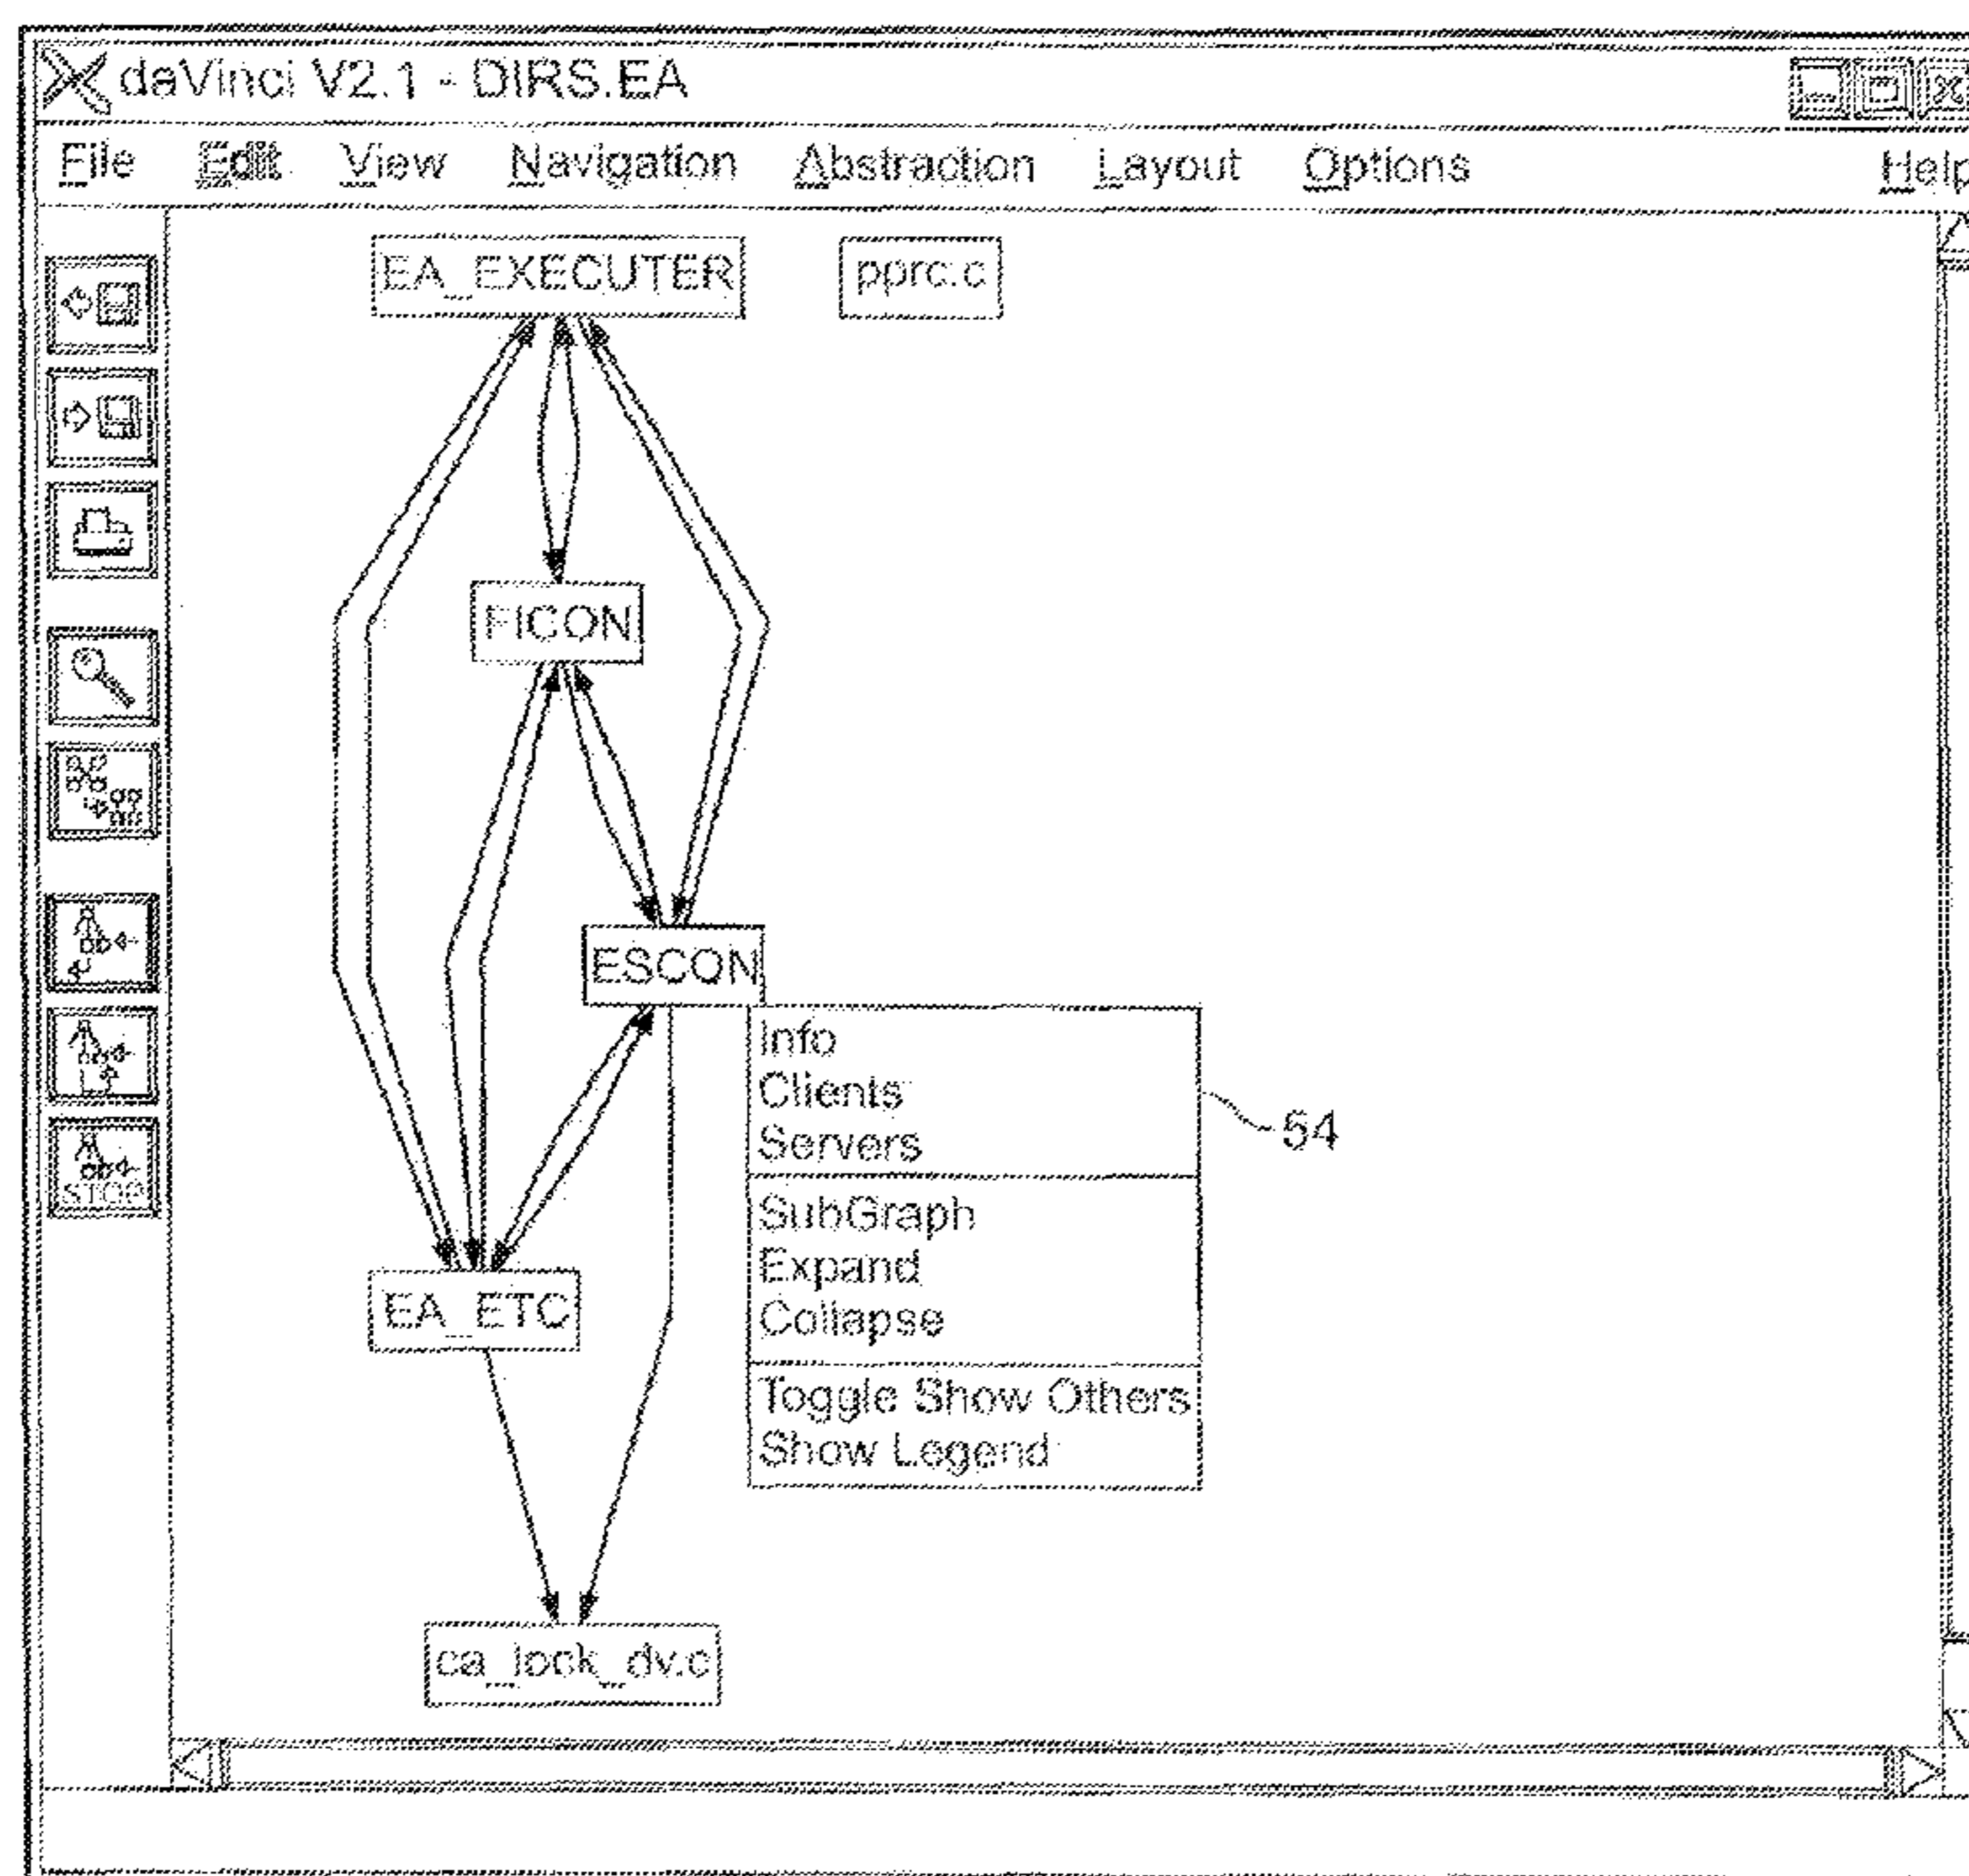 daVinci V2.1 - DIRS.EA
File Edit View Navigation Abstraction Layout Options Help
EA_EXECUTER pprc.c
FICON
ESCON
Info
Clients
54
Servers
STOP
SubGraph
Expand
EA_ETC
Collapse
Toggle Show Others
Show Legend
ca_lock_dv.c